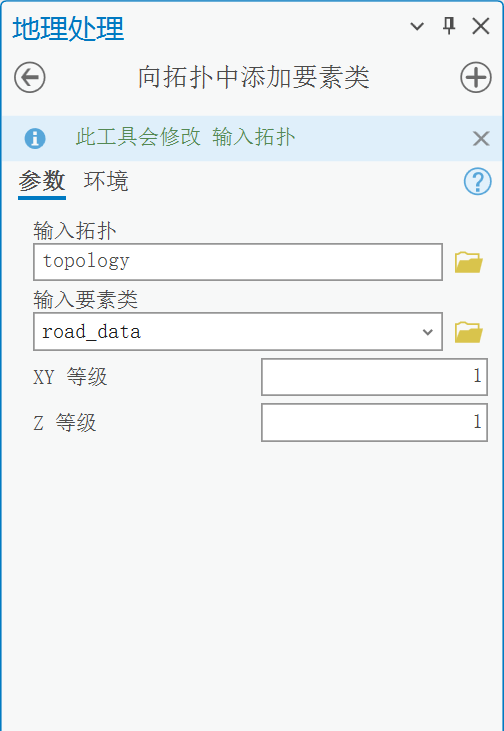 地理处理
向拓扑中添加要素类
此工具会修改 输入拓扑
参数 环境
输入拓扑
topology
输入要素类
road_data
XY 等级 1
Z 等级 1